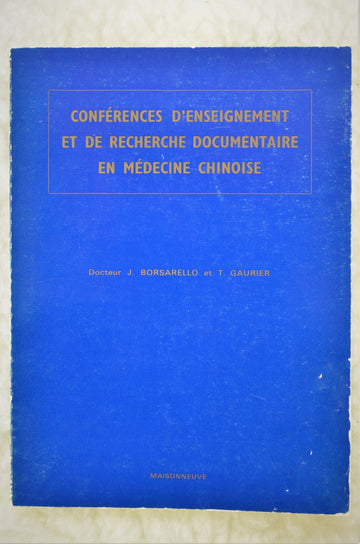 CONFÉRENCES D'ENSEIGNEMENT
ET DE RECHERCHE DOCUMENTAIRE
EN MÉDECINE CHINOISE
Docteur J. BORSARELLO et T. GAURIER
MAISONNEUVE